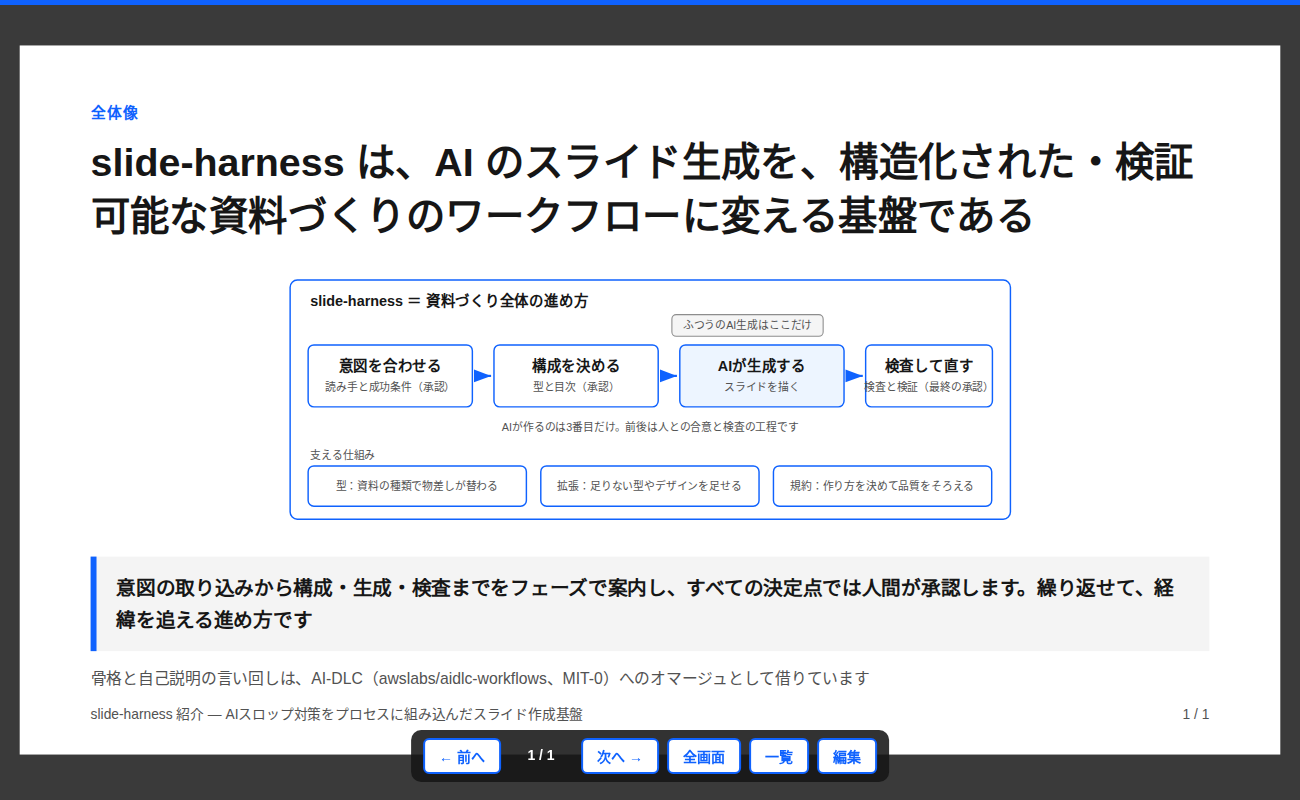 全体像
slide-harness は、AI のスライド生成を、構造化された・検証
可能な資料づくりのワークフローに変える基盤である
slide-harness ＝ 資料づくり全体の進め方
ふつうのAI生成はここだけ
意図を合わせる
読み手と成功条件（承認）
構成を決める
型と目次（承認）
AIが生成する
スライドを描く
検査して直す
検査と検証（最終の承認）
AIが作るのは3番目だけ。前後は人との合意と検査の工程です
支える仕組み
型：資料の種類で物差しが替わる
拡張：足りない型やデザインを足せる
規約：作り方を決めて品質をそろえる
意図の取り込みから構成・生成・検査までをフェーズで案内し、すべての決定点では人間が承認します。繰り返せて、経
緯を追える進め方です
骨格と自己説明の言い回しは、AI-DLC（awslabs/aidlc-workflows、MIT-0）へのオマージュとして借りています
slide-harness 紹介 — AIスロップ対策をプロセスに組み込んだスライド作成基盤
1 / 1
← 前へ
1 / 1
次へ →
全画面
一覧
編集